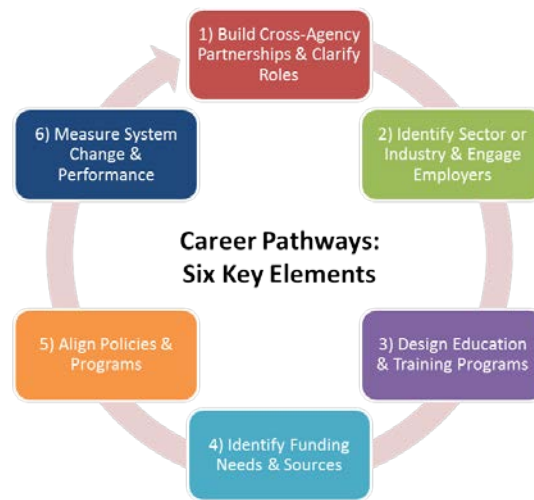 1) Build Cross-Agency
Partnerships & Clarify
Roles
2) Identify Sector or
Industry & Engage
Employers
3) Design Education
& Training Programs
4) Identify Funding
Needs & Sources
5) Align Policies &
Programs
6) Measure System
Change &
Performance
Career Pathways:
Six Key Elements